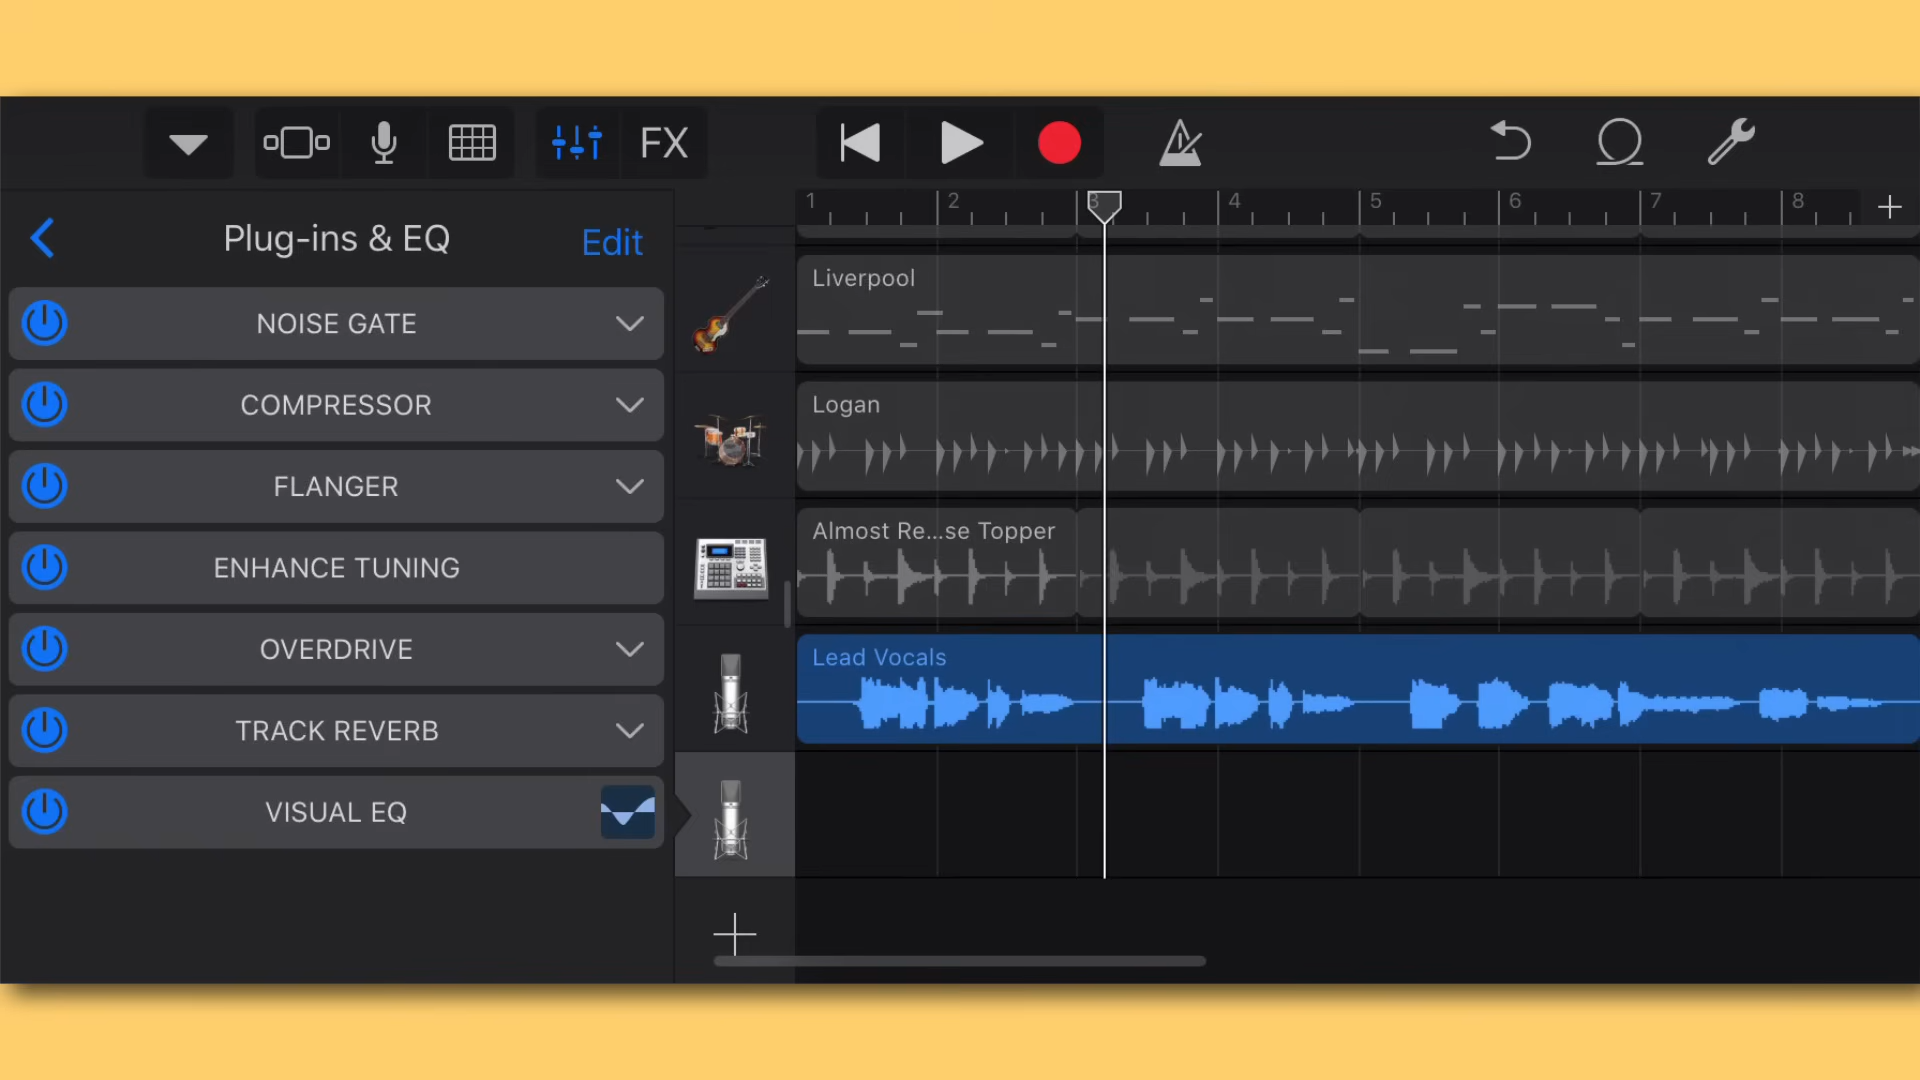 FX
1 2 3 4 5 6 7 8
Plug-ins & EQ
Edit
NOISE GATE
COMPRESSOR
FLANGER
ENHANCE TUNING
OVERDRIVE
TRACK REVERB
VISUAL EQ
Liverpool
Logan
Almost Re...se Topper
Lead Vocals